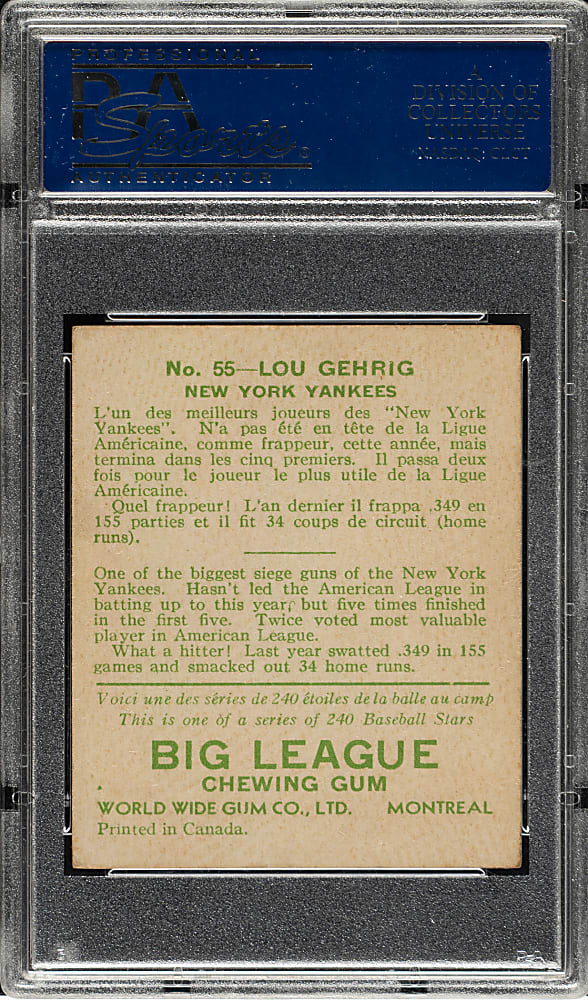 PROFESSIONAL
PSA
Sports
AUTHENTICATOR
A
DIVISION OF
COLLECTORS
UNIVERSE
NASDAQ: CLCT
No. 55—LOU GEHRIG
NEW YORK YANKEES
L'un des meilleurs joueurs des "New York
Yankees". N'a pas été en tête de la Ligue
Américaine, comme frappeur, cette année, mais
termina dans les cinq premiers. Il passa deux
fois pour le joueur le plus utile de la Ligue
Américaine.
Quel frappeur! L'an dernier il frappa .349 en
155 parties et il fit 34 coups de circuit (home
runs).
One of the biggest siege guns of the New York
Yankees. Hasn't led the American League in
batting up to this year, but five times finished
in the first five. Twice voted most valuable
player in American League.
What a hitter! Last year swatted .349 in 155
games and smacked out 34 home runs.
Voici une des séries de 240 étoiles de la balle au camp
This is one of a series of 240 Baseball Stars
BIG LEAGUE
CHEWING GUM
WORLD WIDE GUM CO., LTD. MONTREAL
Printed in Canada.
PSA